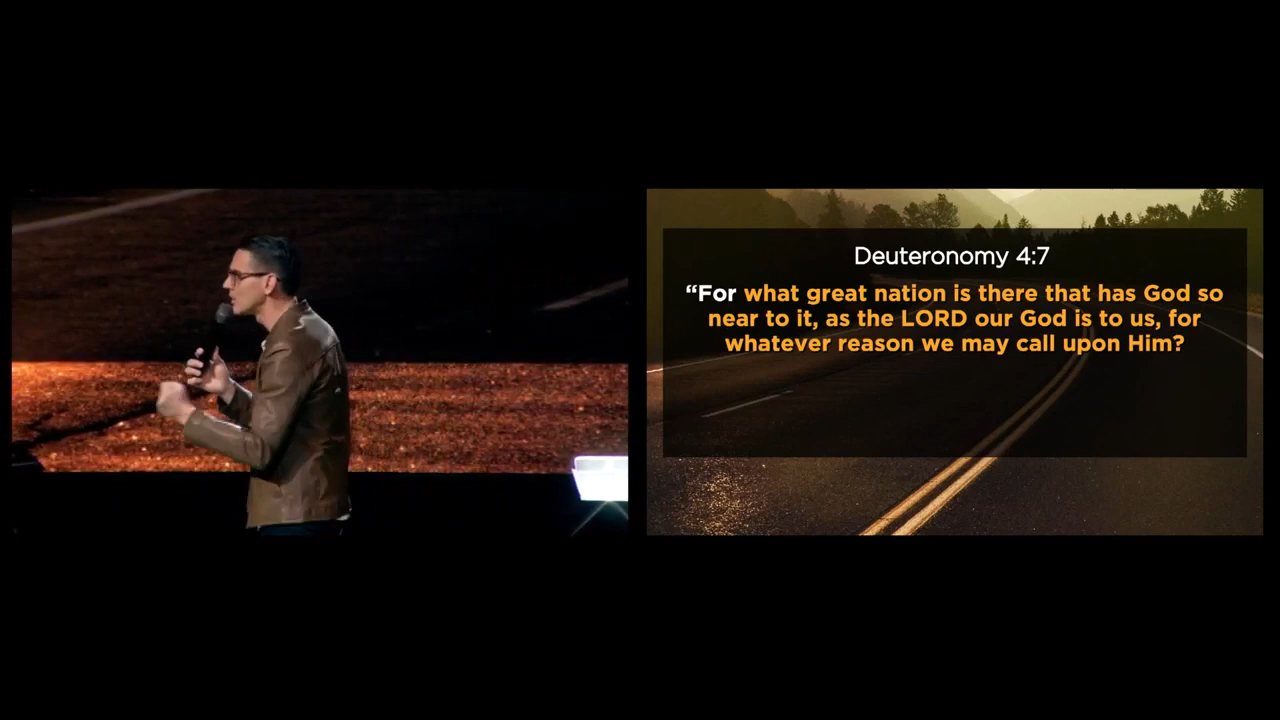 Deuteronomy 4:7
“For what great nation is there that has God so
near to it, as the LORD our God is to us, for
whatever reason we may call upon Him?